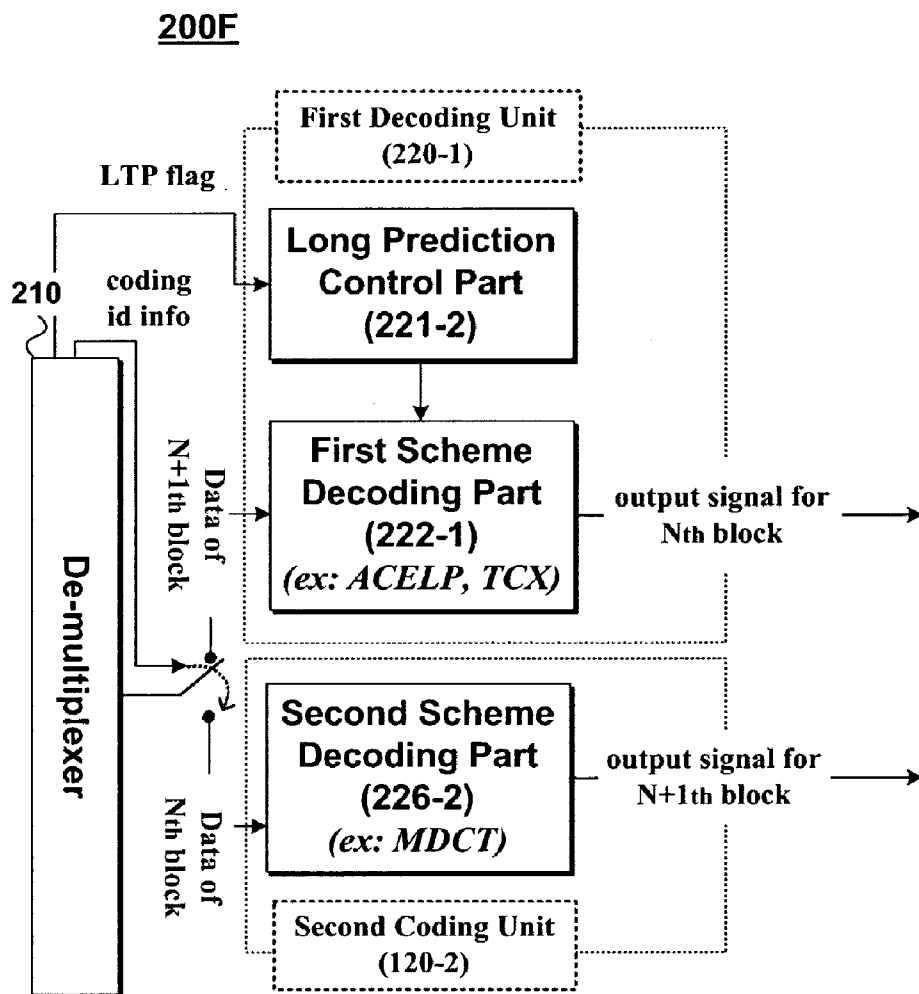 200F
First Decoding Unit
(220-1)
LTP flag
Long Prediction
Control Part
(221-2)
210
coding
id info
Data of
N+1th block
First Scheme
Decoding Part
(222-1)
(ex: ACELP, TCX)
output signal for
Nth block
De-multiplexer
Second Scheme
Decoding Part
(226-2)
(ex: MDCT)
output signal for
N+1th block
Data of
Nth block
Second Coding Unit
(120-2)